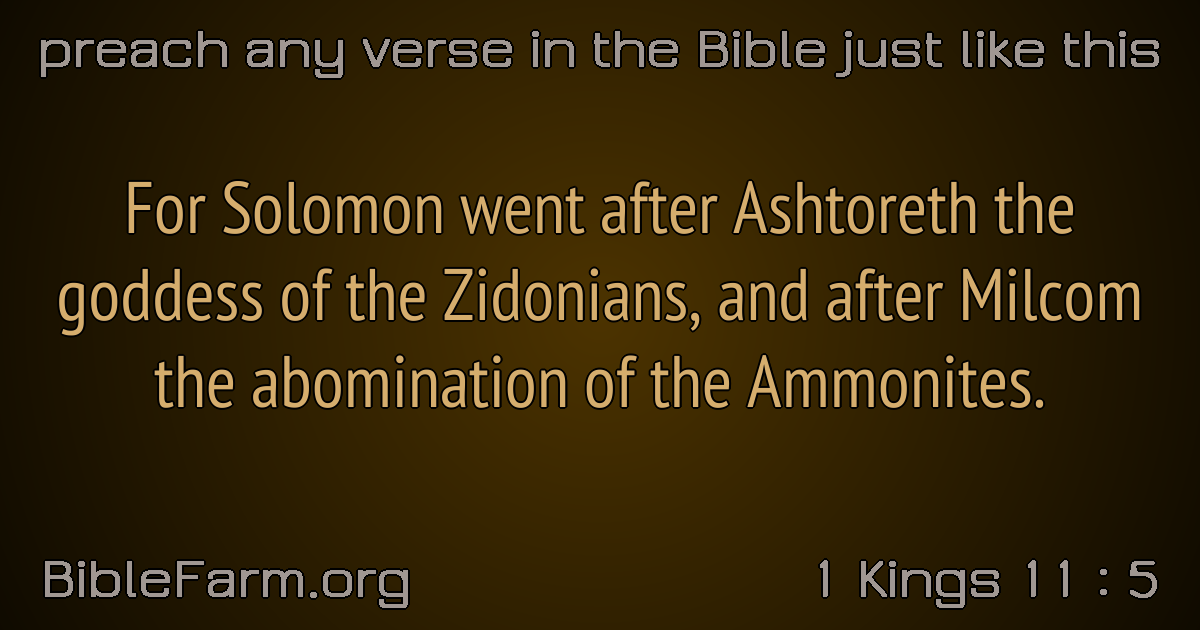 preach any verse in the Bible just like this
For Solomon went after Ashtoreth the
goddess of the Zidonians, and after Milcom
the abomination of the Ammonites.
BibleFarm.org
1 Kings 11 : 5